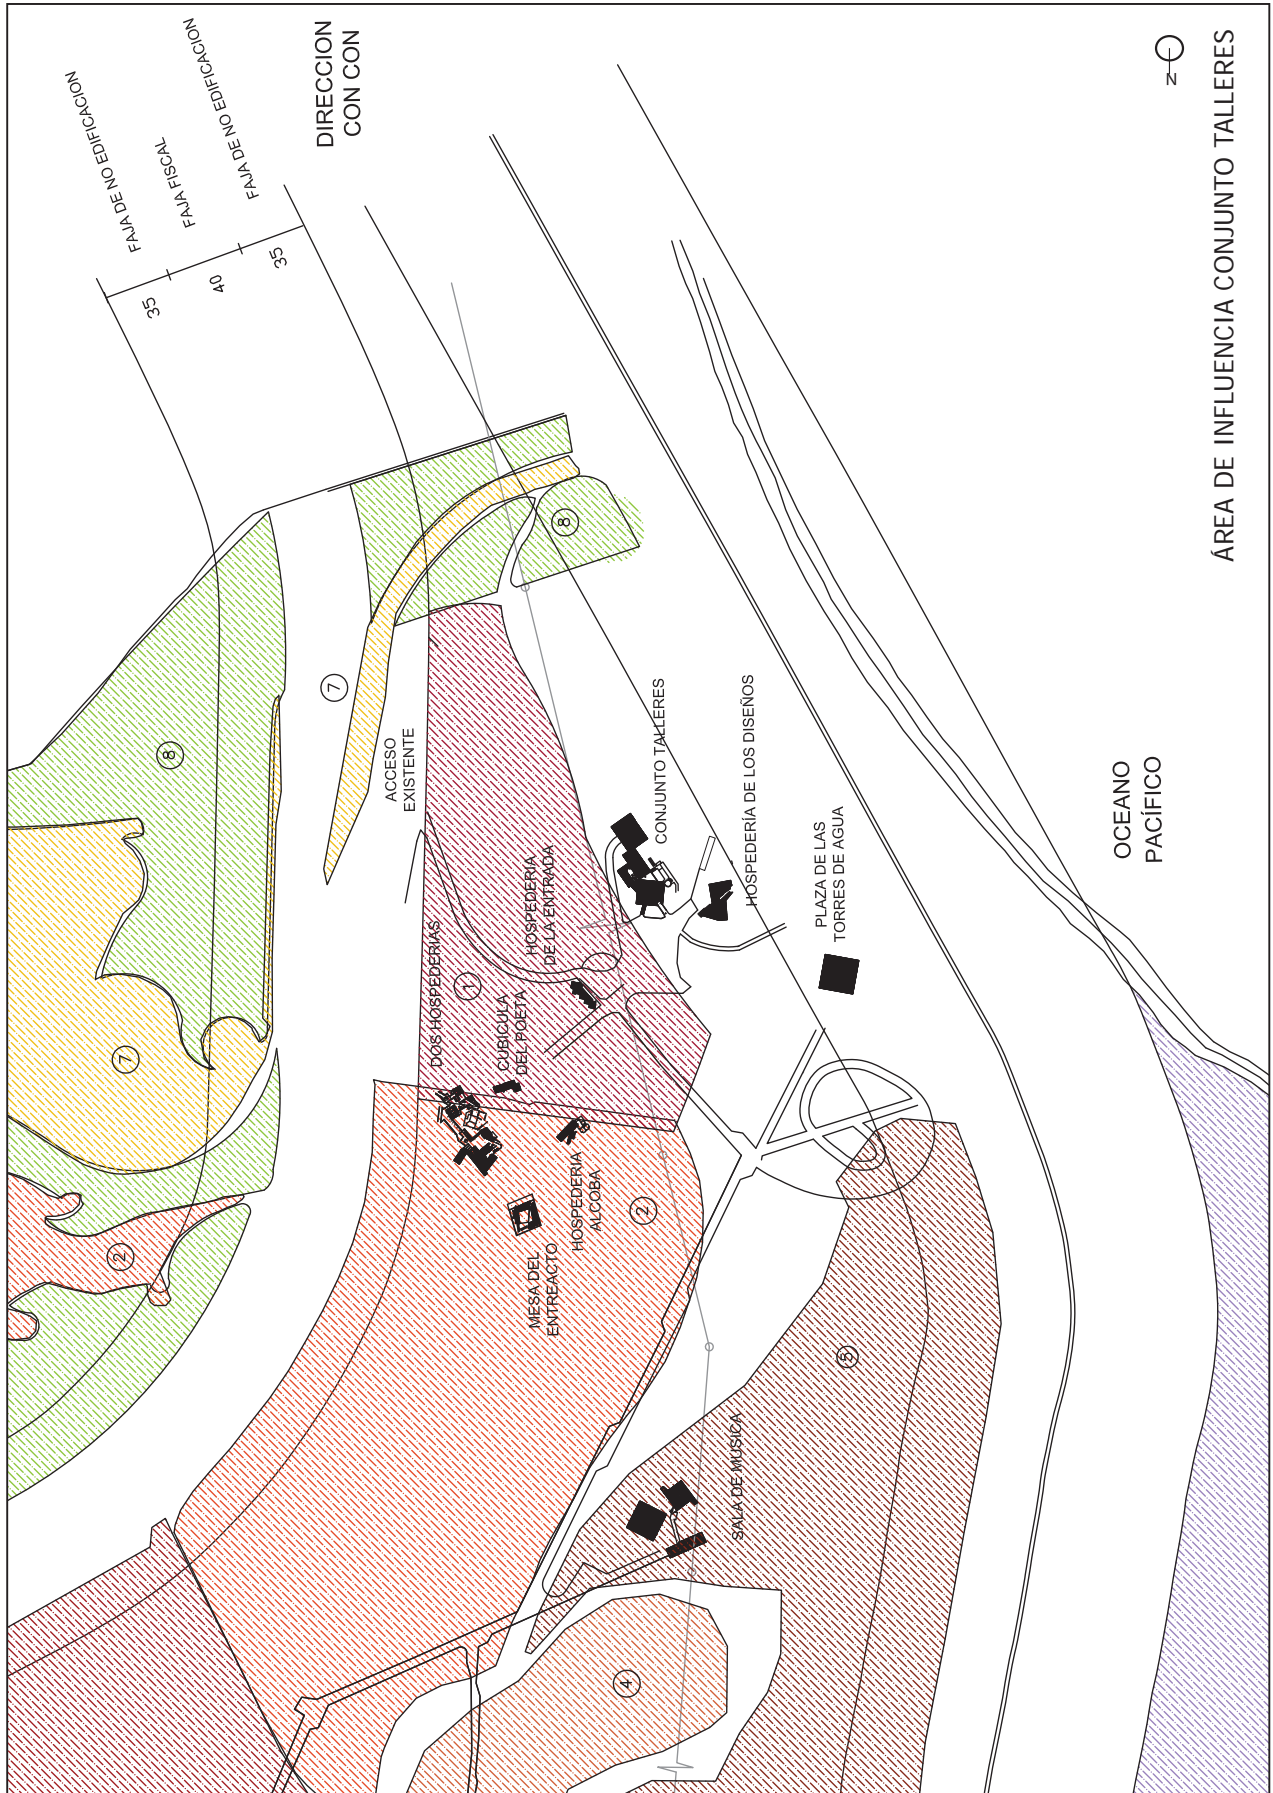 FAJA DE NO EDIFICACION
FAJA FISCAL
FAJA DE NO EDIFICACION
35
40
35
DIRECCION
CON CON
N
ÁREA DE INFLUENCIA CONJUNTO TALLERES
8
7
8
ACCESO
EXISTENTE
CONJUNTO TALLERES
HOSPEDERÍA DE LOS DISEÑOS
PLAZA DE LAS
TORRES DE AGUA
OCEANO
PACÍFICO
HOSPEDERIA
DE LA ENTRADA
DOS HOSPEDERIAS
1
CUBICULA
DEL POETA
7
HOSPEDERIA
ALCOBA
2
2
MESA DEL
ENTREACTO
5
SALA DE MUSICA
4